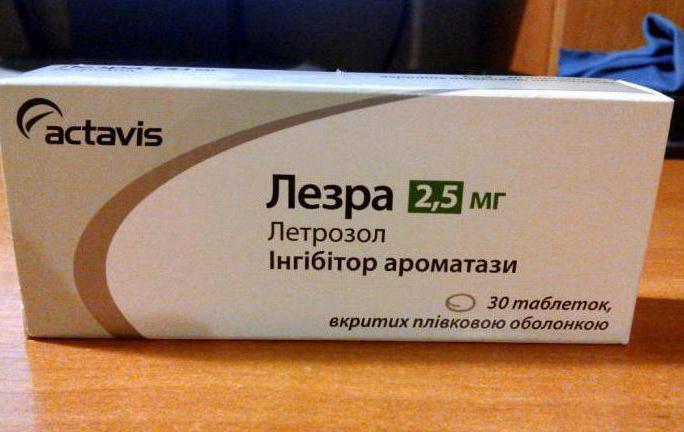 actavis
Лезра 2,5 мг
Летрозол
Інгібітор ароматази
30 таблеток,
вкритих плівковою оболонкою